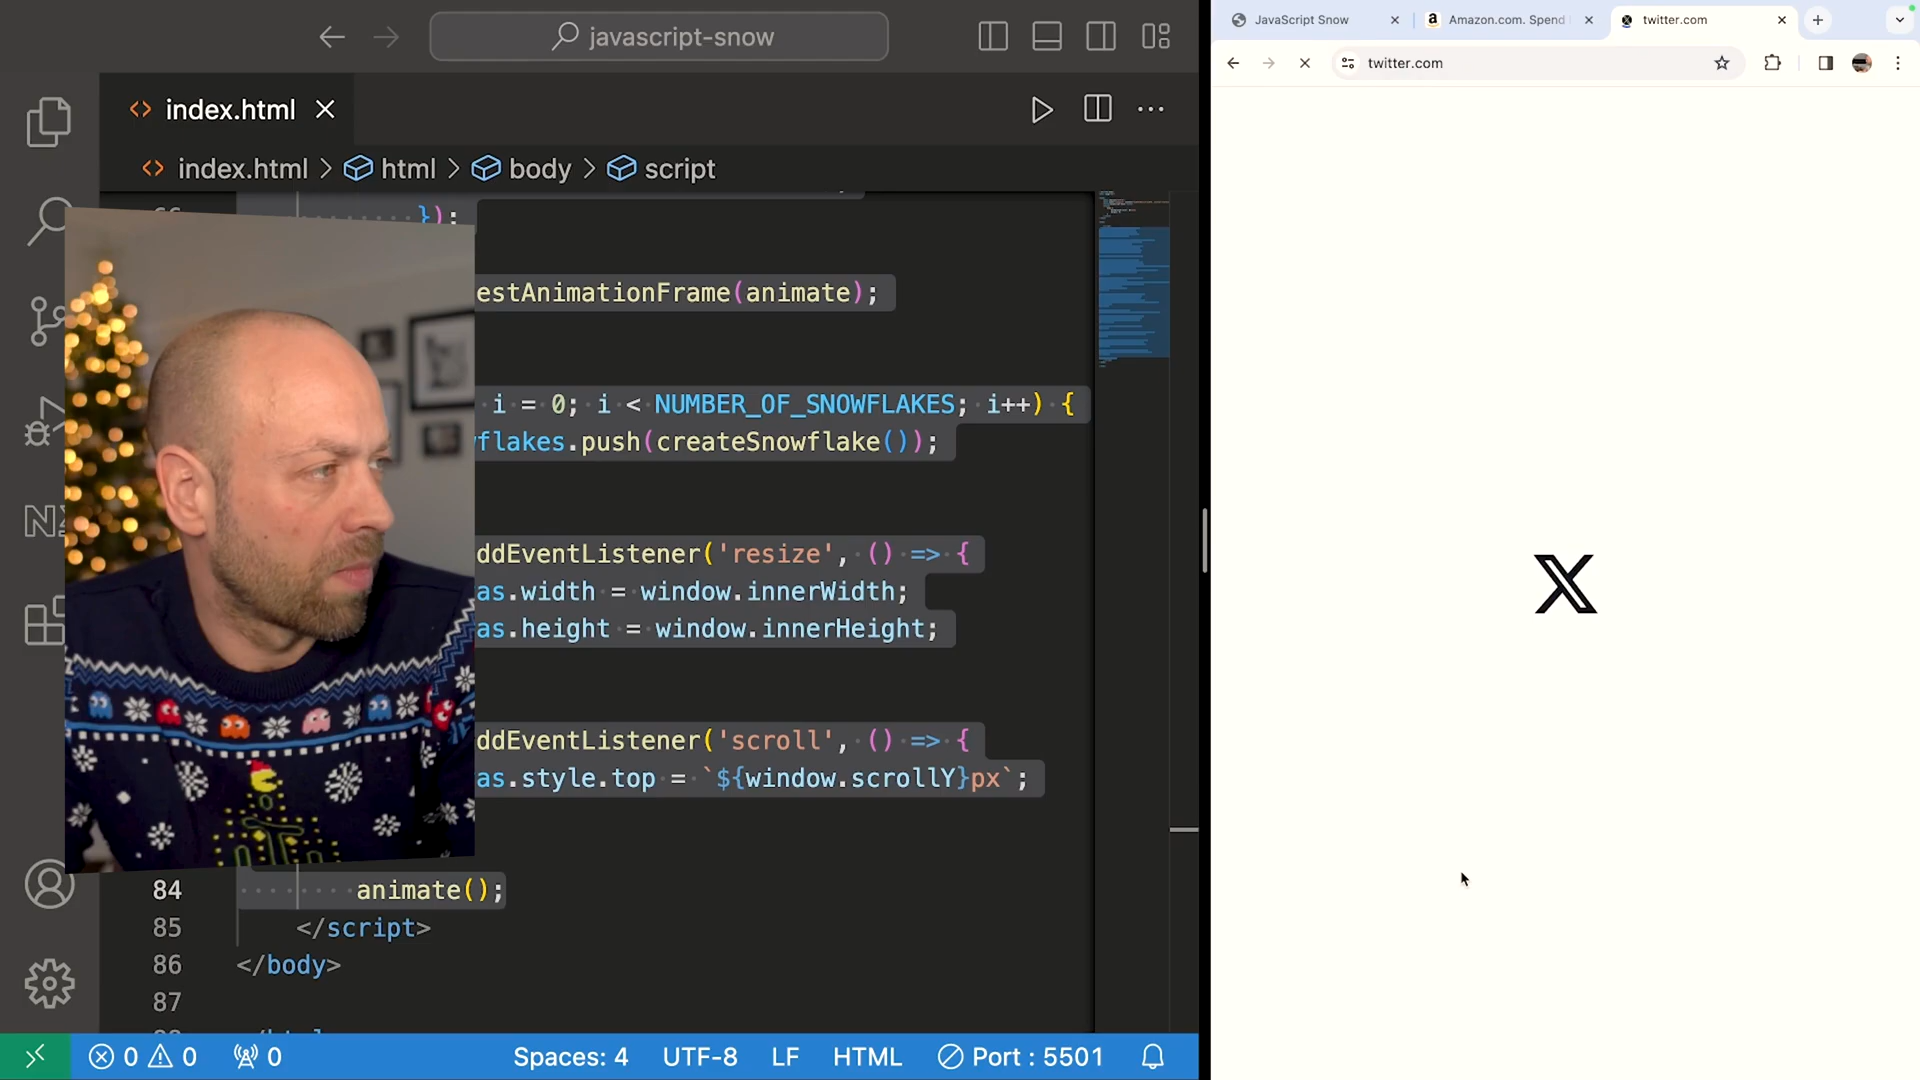 javascript-snow
index.html
index.html > html > body > script
});
estAnimationFrame(animate);
i = 0; i < NUMBER_OF_SNOWFLAKES; i++) {
flakes.push(createSnowflake());
ddEventListener('resize', () => {
as.width = window.innerWidth;
as.height = window.innerHeight;
ddEventListener('scroll', () => {
as.style.top = `${window.scrollY}px`;
84 animate();
85 </script>
86 </body>
87
0 0 0 Spaces: 4 UTF-8 LF HTML Port : 5501
JavaScript Snow Amazon.com. Spend twitter.com
twitter.com
X